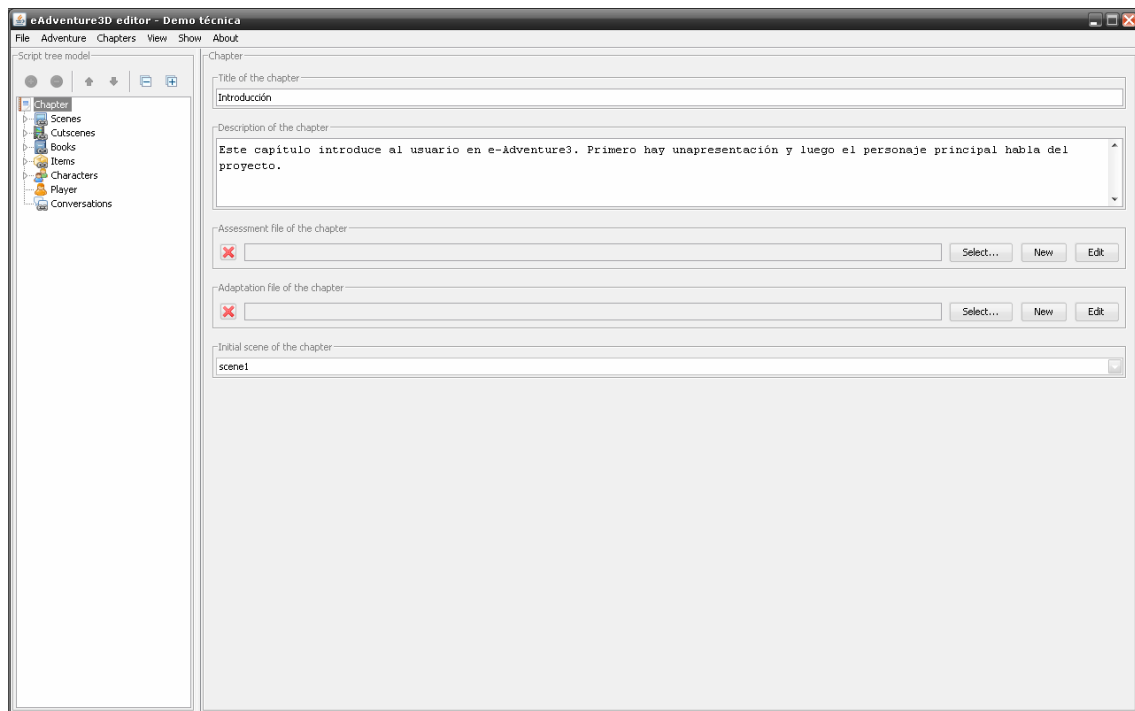 eAdventure3D editor - Demo técnica
File Adventure Chapters View Show About
Script tree model
Chapter
Scenes
Cutscenes
Books
Items
Characters
Player
Conversations
Chapter
Title of the chapter
Introducción
Description of the chapter
Este capítulo introduce al usuario en e-Adventure3. Primero hay unapresentación y luego el personaje principal habla del
proyecto.
Assessment file of the chapter
Select... New Edit
Adaptation file of the chapter
Select... New Edit
Initial scene of the chapter
scene1